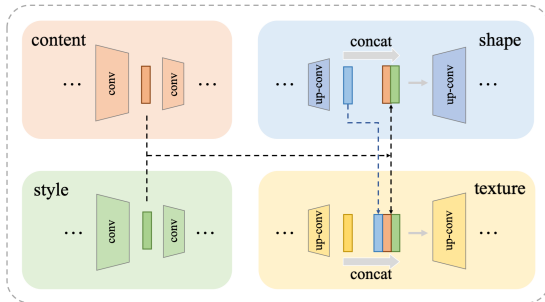 content
conv
conv
... ...
concat
shape
up-conv
up-conv
... ...
style
conv
conv
... ...
texture
up-conv
up-conv
concat
... ...